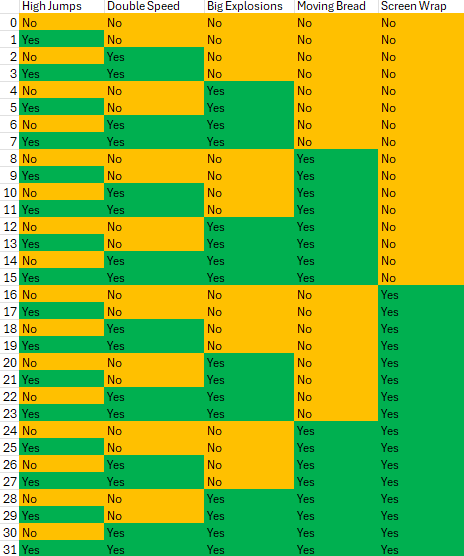 High Jumps Double Speed Big Explosions Moving Bread Screen Wrap
0 No No No No No
1 Yes No No No No
2 No Yes No No No
3 Yes Yes No No No
4 No No Yes No No
5 Yes No Yes No No
6 No Yes Yes No No
7 Yes Yes Yes No No
8 No No No Yes No
9 Yes No No Yes No
10 No Yes No Yes No
11 Yes Yes No Yes No
12 No No Yes Yes No
13 Yes No Yes Yes No
14 No Yes Yes Yes No
15 Yes Yes Yes Yes No
16 No No No No Yes
17 Yes No No No Yes
18 No Yes No No Yes
19 Yes Yes No No Yes
20 No No Yes No Yes
21 Yes No Yes No Yes
22 No Yes Yes No Yes
23 Yes Yes Yes No Yes
24 No No No Yes Yes
25 Yes No No Yes Yes
26 No Yes No Yes Yes
27 Yes Yes No Yes Yes
28 No No Yes Yes Yes
29 Yes No Yes Yes Yes
30 No Yes Yes Yes Yes
31 Yes Yes Yes Yes Yes